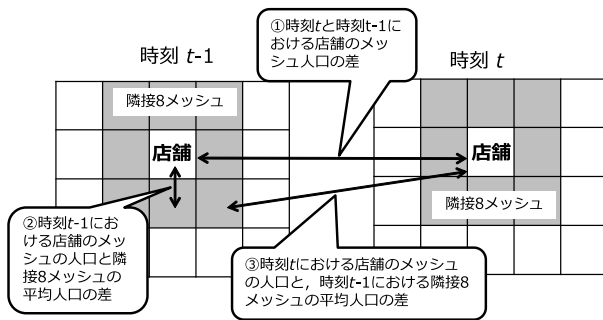 ①時刻tと時刻t-1に
おける店舗のメッ
シュ人口の差
時刻 t-1
時刻 t
隣接8メッシュ
店舗
店舗
隣接8メッシュ
②時刻t-1にお
ける店舗のメッ
シュの人口と隣
接8メッシュの
平均人口の差
③時刻tにおける店舗のメッシュ
の人口と，時刻t-1における隣接8
メッシュの平均人口の差